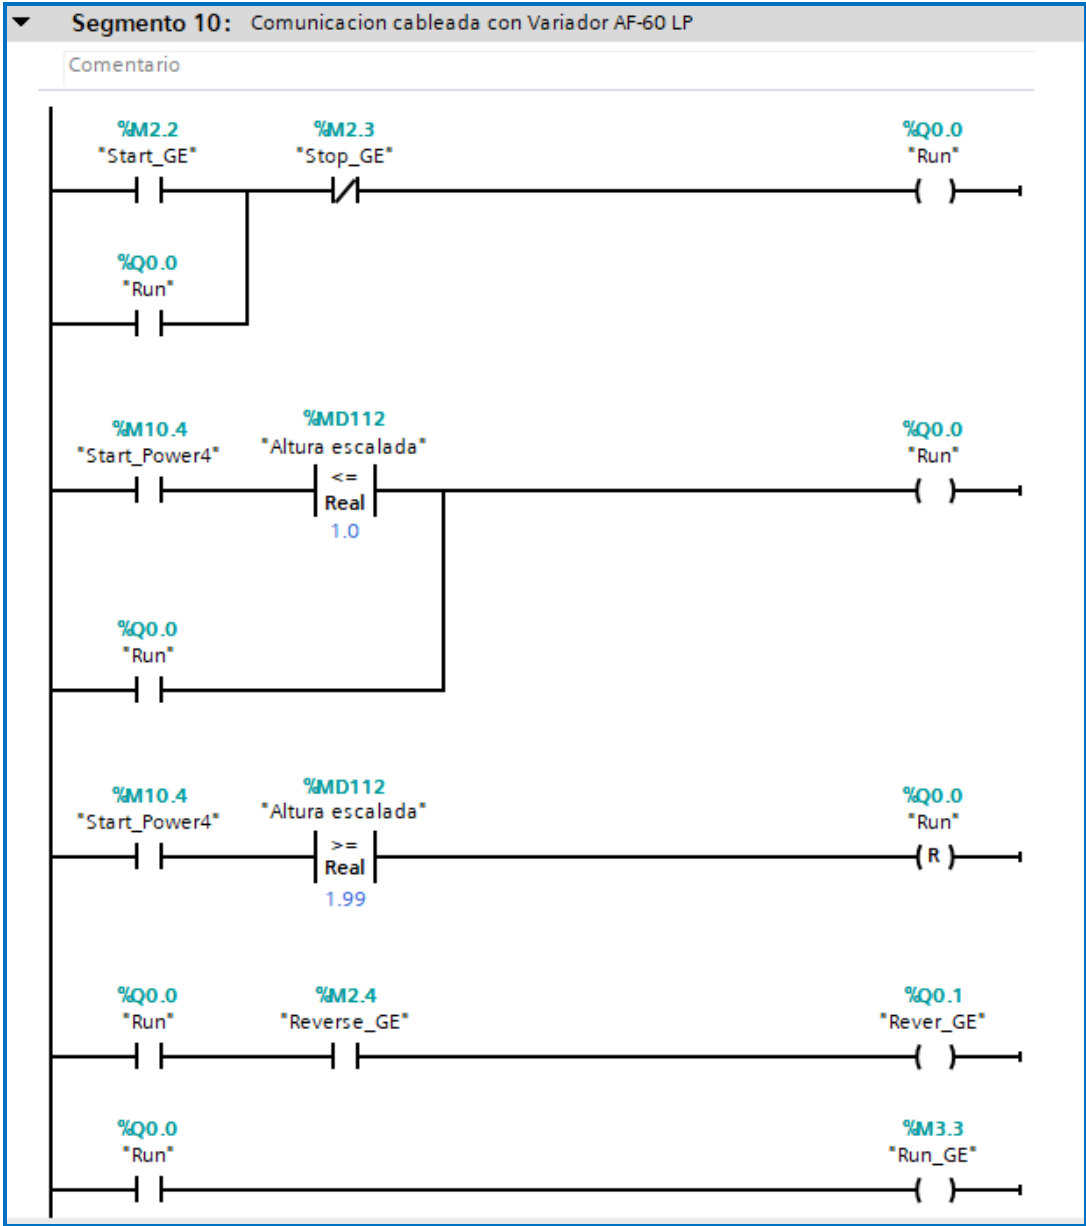 Segmento 10: Comunicacion cableada con Variador AF-60 LP
Comentario
%M2.2 %M2.3 %Q0.0
"Start_GE" "Stop_GE" "Run"
%Q0.0
"Run"
%M10.4 %MD112 %Q0.0
"Start_Power4" "Altura escalada" "Run"
<=
Real
1.0
%Q0.0
"Run"
%M10.4 %MD112 %Q0.0
"Start_Power4" "Altura escalada" "Run"
>=
Real
R
1.99
%Q0.0 %M2.4 %Q0.1
"Run" "Reverse_GE" "Rever_GE"
%Q0.0 %M3.3
"Run" "Run_GE"